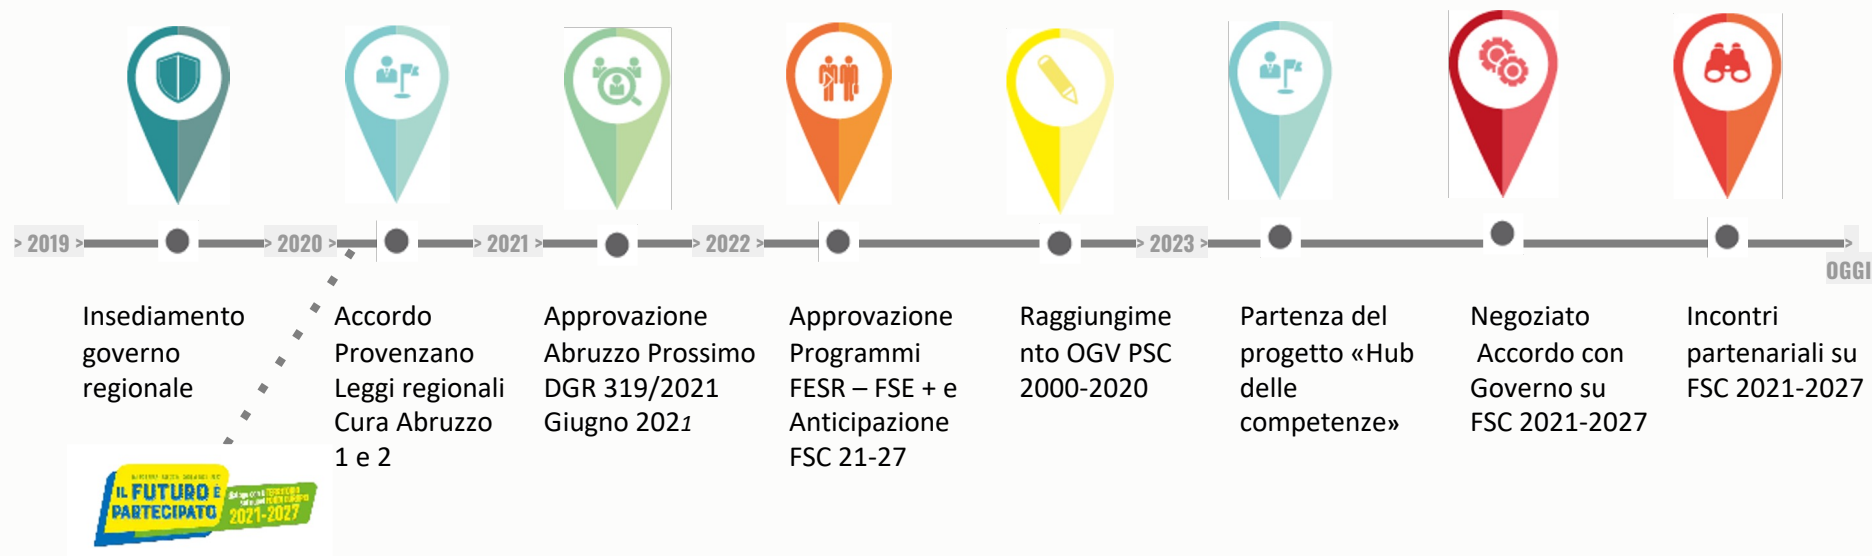 > 2019 >
> 2020 >
> 2021 >
> 2022 >
> 2023 >
>
OGGI
Insediamento
governo
regionale
Accordo
Provenzano
Leggi regionali
Cura Abruzzo
1 e 2
Approvazione
Abruzzo Prossimo
DGR 319/2021
Giugno 2021
Approvazione
Programmi
FESR – FSE + e
Anticipazione
FSC 21-27
Raggiungime
nto OGV PSC
2000-2020
Partenza del
progetto «Hub
delle
competenze»
Negoziato
Accordo con
Governo su
FSC 2021-2027
Incontri
partenariali su
FSC 2021-2027
IL FUTURO È
PARTECIPATO
2021-2027